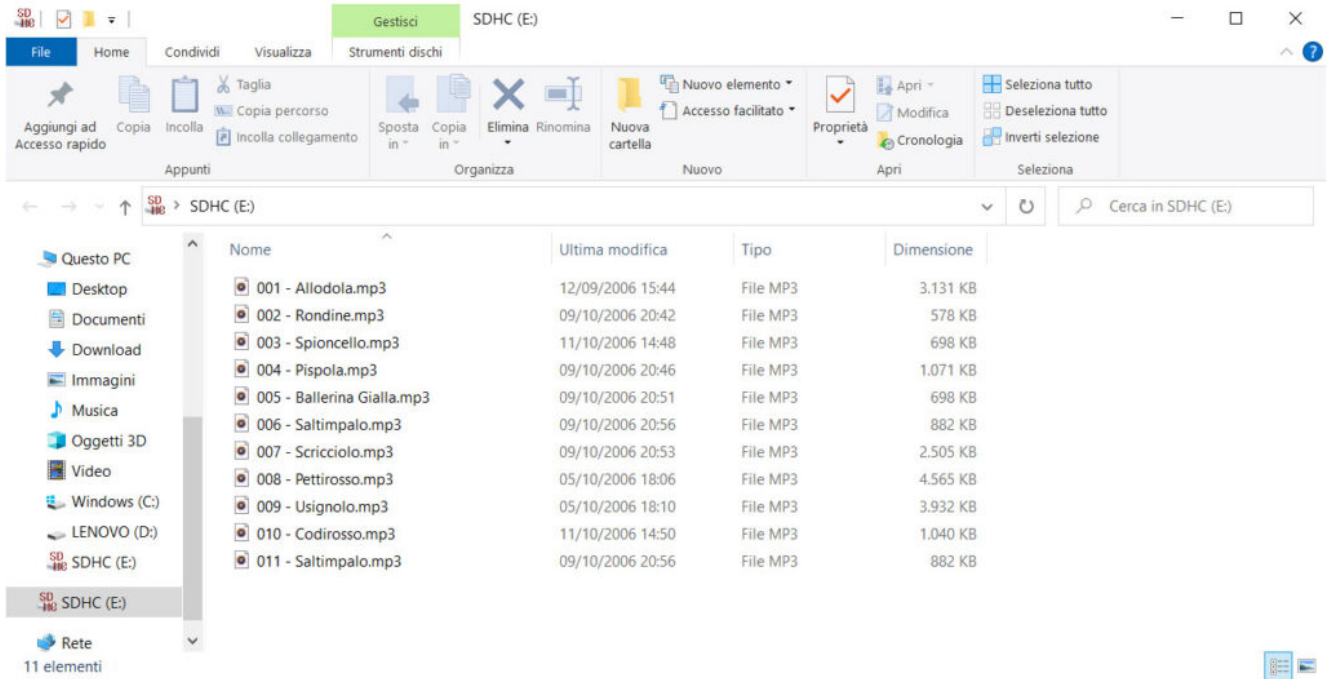 SDHC Gestisci SDHC (E:)
File Home Condividi Visualizza Strumenti dischi ?
Aggiungi ad Accesso rapido
Copia
Incolla
Taglia
Copia percorso
Incolla collegamento
Appunti
Sposta in
Copia in
Elimina
Rinomina
Organizza
Nuova cartella
Nuovo elemento
Accesso facilitato
Nuovo
Proprietà
Apri
Modifica
Cronologia
Apri
Seleziona tutto
Deseleziona tutto
Inverti selezione
Seleziona
SDHC > SDHC (E:)
Cerca in SDHC (E:)
Questo PC
Desktop
Documenti
Download
Immagini
Musica
Oggetti 3D
Video
Windows (C:)
LENOVO (D:)
SDHC SDHC (E:)
SDHC SDHC (E:)
Rete
Nome Ultima modifica Tipo Dimensione
001 - Allodola.mp3 12/09/2006 15:44 File MP3 3.131 KB
002 - Rondine.mp3 09/10/2006 20:42 File MP3 578 KB
003 - Spioncello.mp3 11/10/2006 14:48 File MP3 698 KB
004 - Pispola.mp3 09/10/2006 20:46 File MP3 1.071 KB
005 - Ballerina Gialla.mp3 09/10/2006 20:51 File MP3 698 KB
006 - Saltimpalo.mp3 09/10/2006 20:56 File MP3 882 KB
007 - Scricciolo.mp3 09/10/2006 20:53 File MP3 2.505 KB
008 - Pettirosso.mp3 05/10/2006 18:06 File MP3 4.565 KB
009 - Usignolo.mp3 05/10/2006 18:10 File MP3 3.932 KB
010 - Codirosso.mp3 11/10/2006 14:50 File MP3 1.040 KB
011 - Saltimpalo.mp3 09/10/2006 20:56 File MP3 882 KB
11 elementi